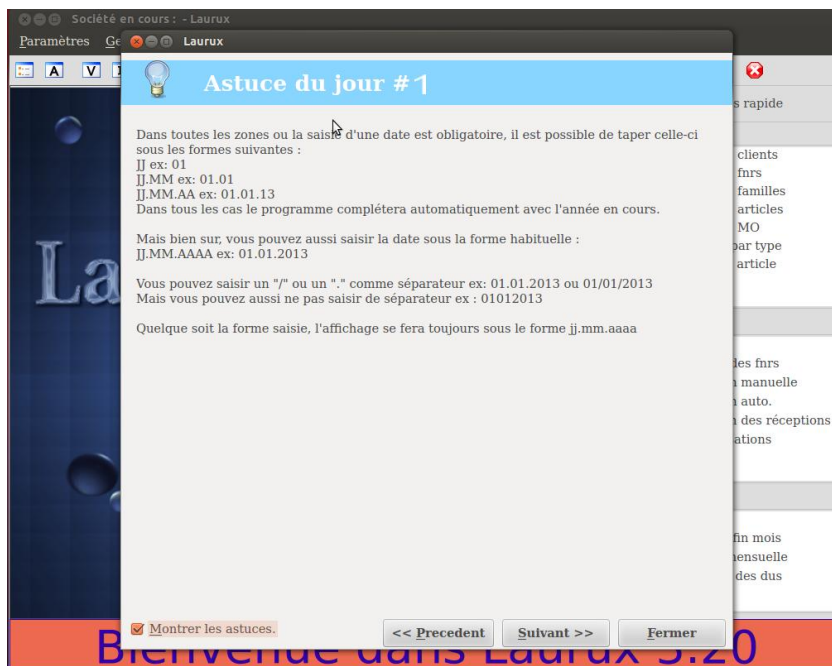 Société en cours : - Laurux
Paramètres Ge
Laurux
A V
Astuce du jour #1
Dans toutes les zones ou la saisie d'une date est obligatoire, il est possible de taper celle-ci
sous les formes suivantes :
JJ ex: 01
JJ.MM ex: 01.01
JJ.MM.AA ex: 01.01.13
Dans tous les cas le programme complétera automatiquement avec l'année en cours.
Mais bien sur, vous pouvez aussi saisir la date sous la forme habituelle :
JJ.MM.AAAA ex: 01.01.2013
Vous pouvez saisir un "/" ou un "." comme séparateur ex: 01.01.2013 ou 01/01/2013
Mais vous pouvez aussi ne pas saisir de séparateur ex : 01012013
Quelque soit la forme saisie, l'affichage se fera toujours sous le forme jj.mm.aaaa
Montrer les astuces.
<< Precedent
Suivant >>
Fermer
La
s rapide
clients
fnrs
familles
articles
MO
par type
article
des fnrs
n manuelle
n auto.
n des réceptions
ations
fin mois
mensuelle
des dus
Bienvenue dans Laurux 3.20